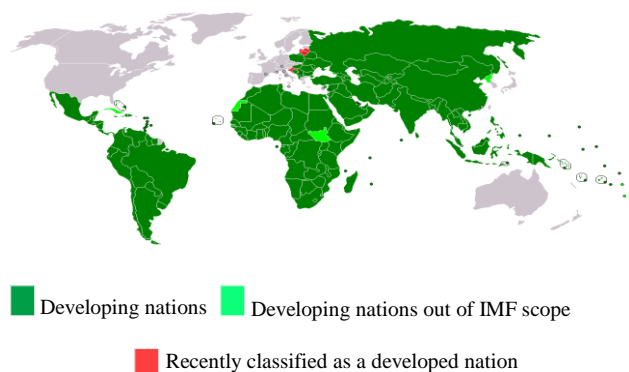 Developing nations
Developing nations out of IMF scope
Recently classified as a developed nation